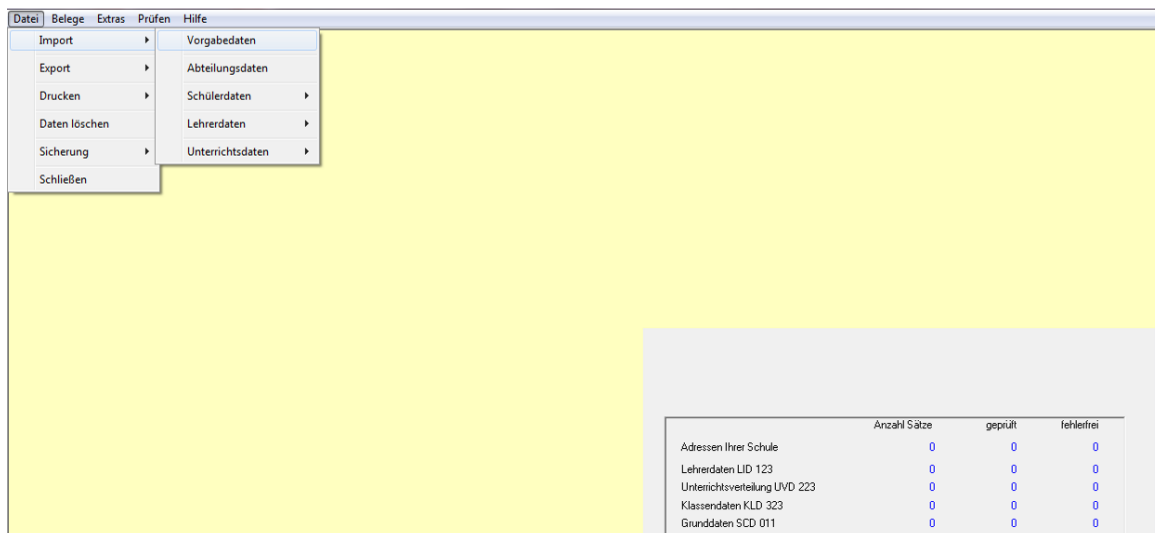 Datei Belege Extras Prüfen Hilfe
Import Vorgabedaten
Export Abteilungsdaten
Drucken Schülerdaten
Daten löschen Lehrerdaten
Sicherung Unterrichtsdaten
Schließen
Anzahl Sätze geprüft fehlerfrei
Adressen Ihrer Schule 0 0 0
Lehrerdaten LID 123 0 0 0
Unterrichtsverteilung UVD 223 0 0 0
Klassendaten KLD 323 0 0 0
Grunddaten SCD 011 0 0 0